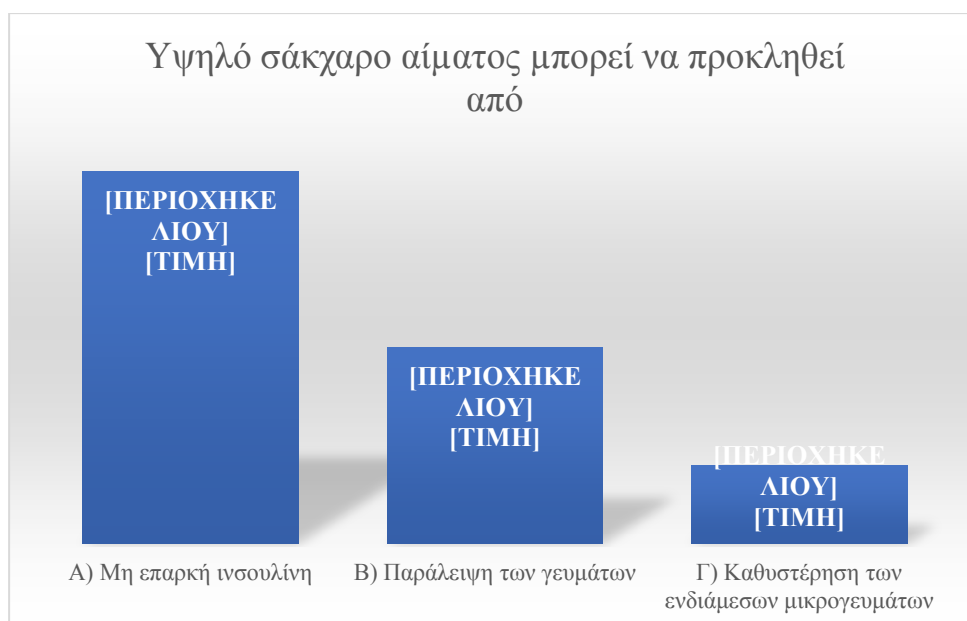 Υψηλό σάκχαρο αίματος μπορεί να προκληθεί
από
[ΠΕΡΙΟΧΗΚΕ
ΛΙΟΥ]
[ΤΙΜΗ]
[ΠΕΡΙΟΧΗΚΕ
ΛΙΟΥ]
[ΤΙΜΗ]
[ΠΕΡΙΟΧΗΚΕ
ΛΙΟΥ]
[ΤΙΜΗ]
Α) Μη επαρκή ινσουλίνη
Β) Παράλειψη των γευμάτων
Γ) Καθυστέρηση των
ενδιάμεσων μικρογευμάτων